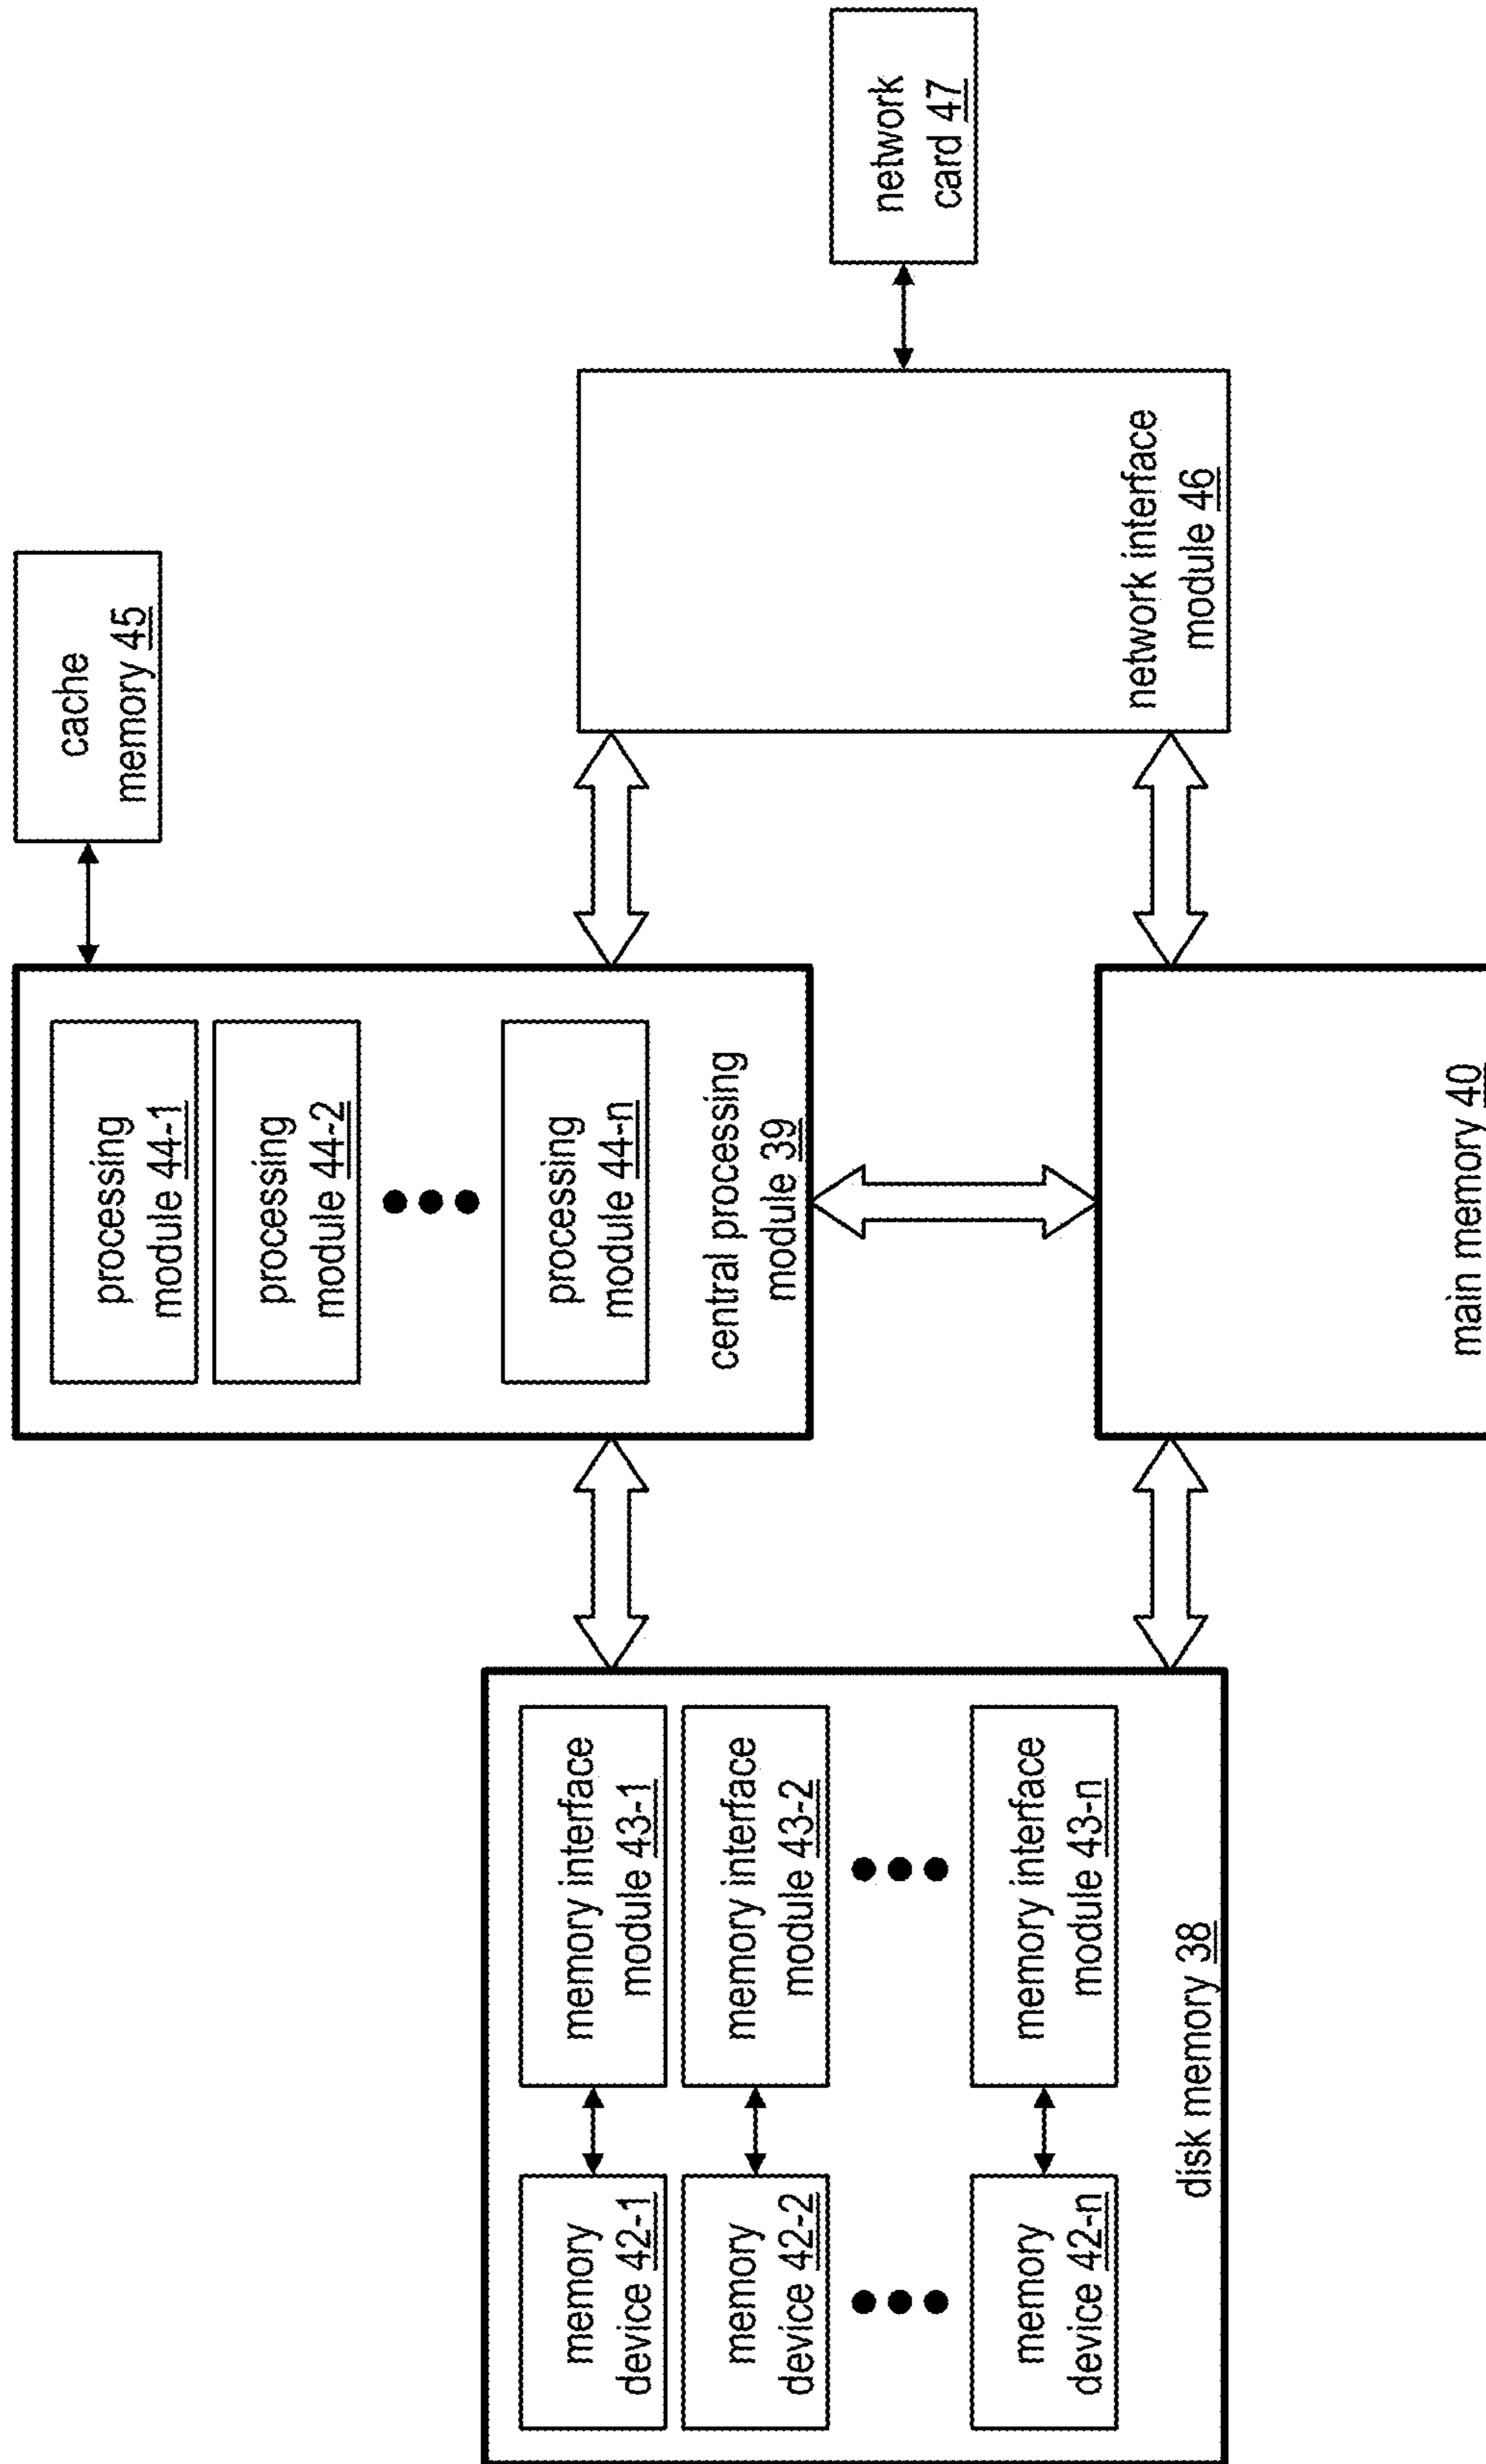 memory
device 42-1
memory interface
module 43-1
memory
device 42-2
memory interface
module 43-2
memory
device 42-n
memory interface
module 43-n
disk memory 38
processing
module 44-1
processing
module 44-2
processing
module 44-n
central processing
module 39
cache
memory 45
main memory 40
network interface
module 46
network
card 47